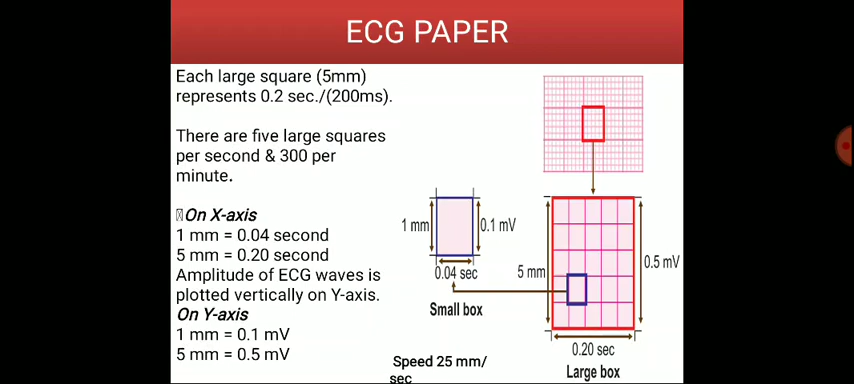 ECG PAPER
Each large square (5mm)
represents 0.2 sec./(200ms).
There are five large squares
per second & 300 per
minute.
On X-axis
1 mm = 0.04 second
5 mm = 0.20 second
Amplitude of ECG waves is
plotted vertically on Y-axis.
On Y-axis
1 mm = 0.1 mV
5 mm = 0.5 mV
1 mm
0.1 mV
0.04 sec
Small box
5 mm
0.5 mV
0.20 sec
Large box
Speed 25 mm/
sec